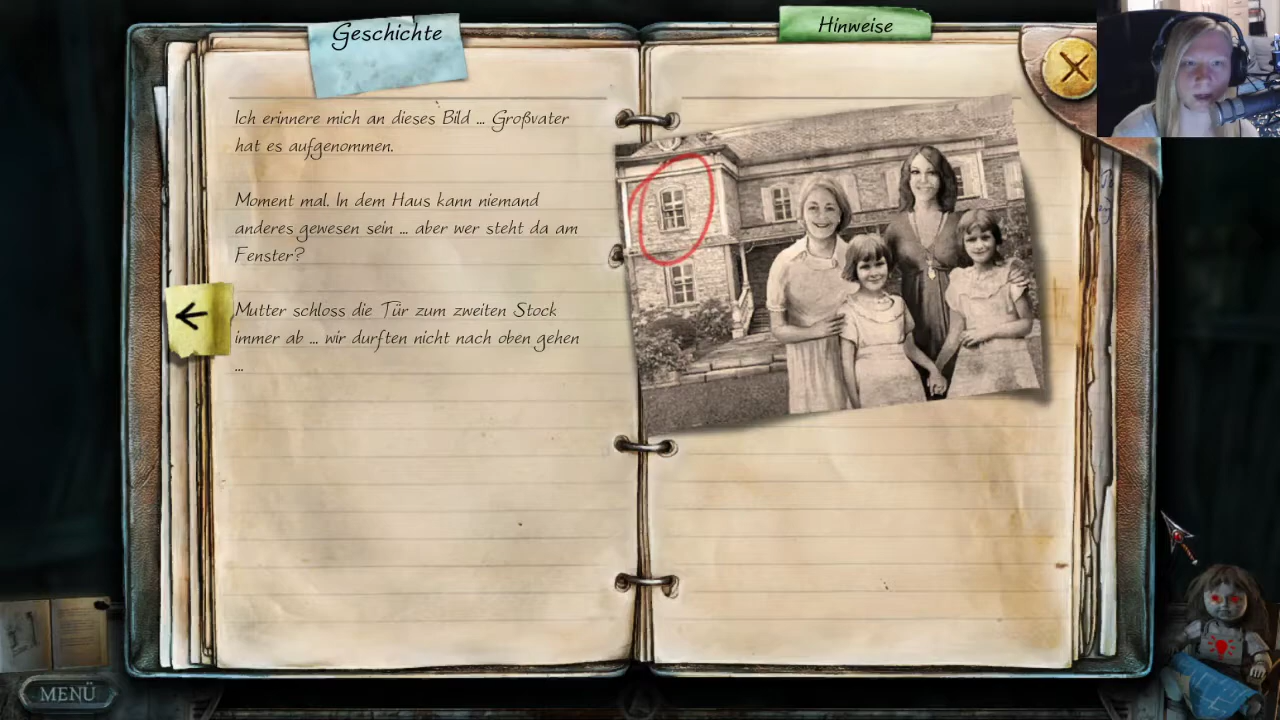 Geschichte
Hinweise
Ich erinnere mich an dieses Bild ... Großvater
hat es aufgenommen.
Moment mal. In dem Haus kann niemand
anderes gewesen sein ... aber wer steht da am
Fenster?
Mutter schloss die Tür zum zweiten Stock
immer ab ... wir durften nicht nach oben gehen
...
MENÜ